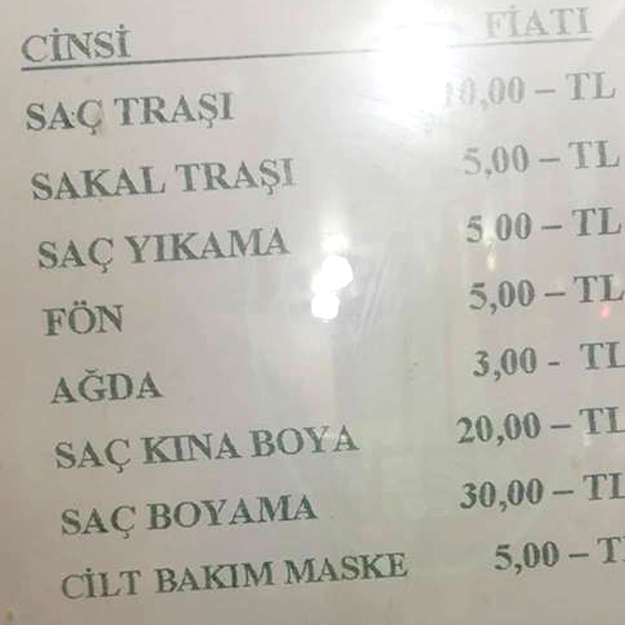 CİNSİ FİATI
SAÇ TRAŞI 10,00 – TL
SAKAL TRAŞI 5,00 – TL
SAÇ YIKAMA 5,00 – TL
FÖN 5,00 – TL
AĞDA 3,00 - TL
SAÇ KINA BOYA 20,00 – TL
SAÇ BOYAMA 30,00 – TL
CİLT BAKIM MASKE 5,00 – T